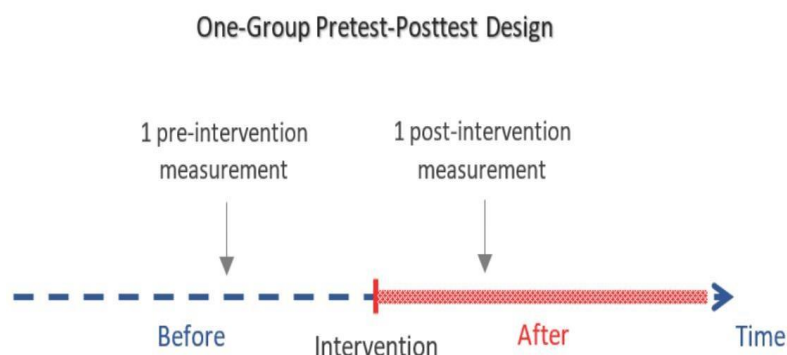 One-Group Pretest-Posttest Design
1 pre-intervention
measurement
1 post-intervention
measurement
Before
Intervention
After
Time